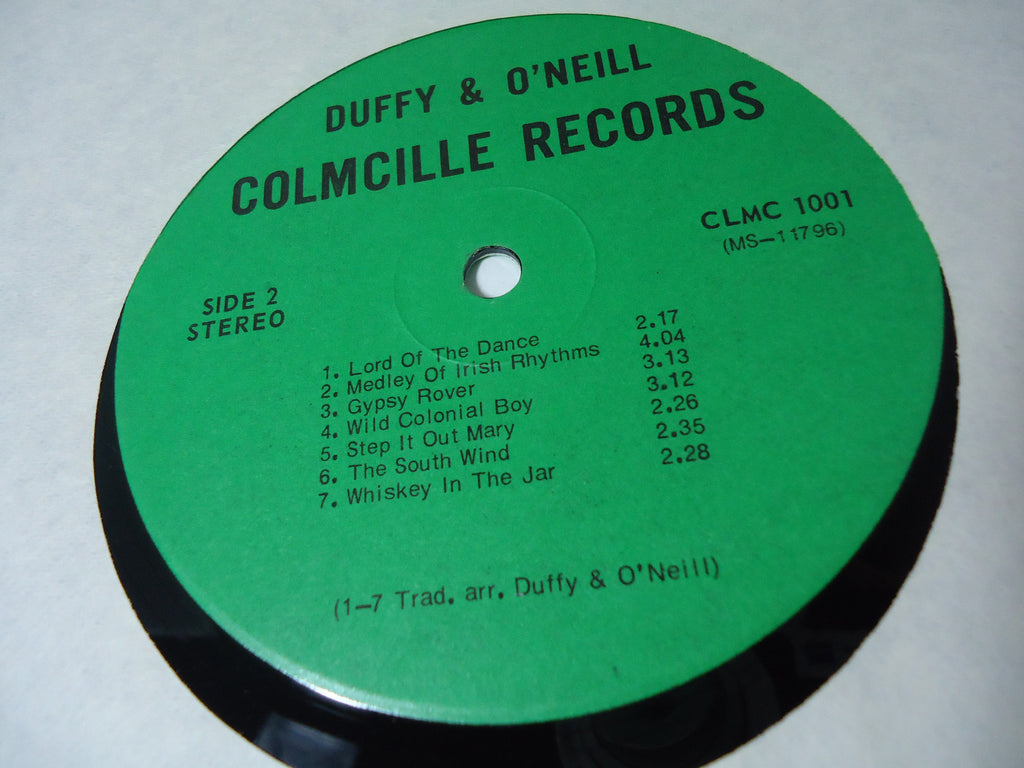 DUFFY & O'NEILL
COLMCILLE RECORDS
CLMC 1001
(MS-11796)
SIDE 2
STEREO
1. Lord Of The Dance 2.17
2. Medley Of Irish Rhythms 4.04
3. Gypsy Rover 3.13
4. Wild Colonial Boy 3.12
5. Step It Out Mary 2.26
6. The South Wind 2.35
7. Whiskey In The Jar 2.28
(1-7 Trad. arr. Duffy & O'Neill)